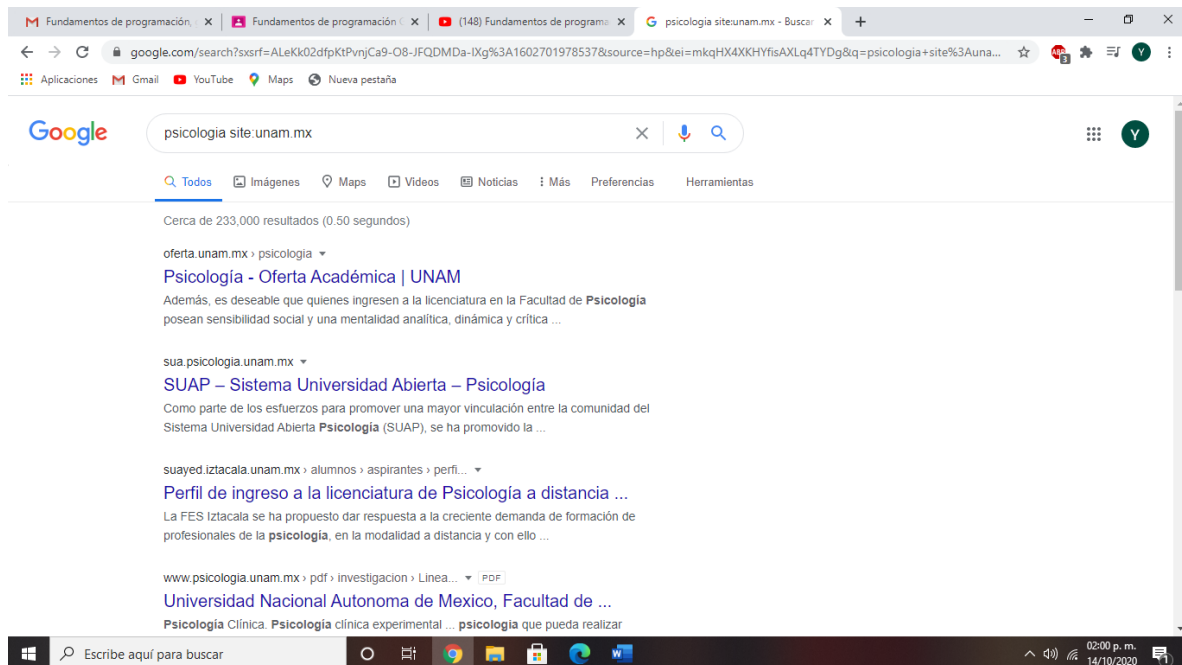 Fundamentos de programación, Fundamentos de programación (148) Fundamentos de programa psicologia site:unam.mx - Buscar
google.com/search?sxsrf=ALeKk02dfpKtPvnjCa9-O8-JFQDMDa-IXg%3A1602701978537&source=hp&ei=mkqHX4XKHYfisAXLq4TYDg&q=psicologia+site%3Auna... ABP 3 Y
Aplicaciones Gmail YouTube Maps Nueva pestaña
Google psicologia site:unam.mx Y
Todos Imágenes Maps Videos Noticias Más Preferencias Herramientas
Cerca de 233,000 resultados (0.50 segundos)
oferta.unam.mx › psicologia
Psicología - Oferta Académica | UNAM
Además, es deseable que quienes ingresen a la licenciatura en la Facultad de Psicología
posean sensibilidad social y una mentalidad analítica, dinámica y crítica ...
sua.psicologia.unam.mx
SUAP – Sistema Universidad Abierta – Psicología
Como parte de los esfuerzos para promover una mayor vinculación entre la comunidad del
Sistema Universidad Abierta Psicología (SUAP), se ha promovido la ...
suayed.iztacala.unam.mx › alumnos › aspirantes › perfi...
Perfil de ingreso a la licenciatura de Psicología a distancia ...
La FES Iztacala se ha propuesto dar respuesta a la creciente demanda de formación de
profesionales de la psicología, en la modalidad a distancia y con ello ...
www.psicologia.unam.mx › pdf › investigacion › Linea... PDF
Universidad Nacional Autonoma de Mexico, Facultad de ...
Psicología Clínica. Psicología clínica experimental ... psicologia que pueda realizar
Escribe aquí para buscar 02:00 p. m.
14/10/2020